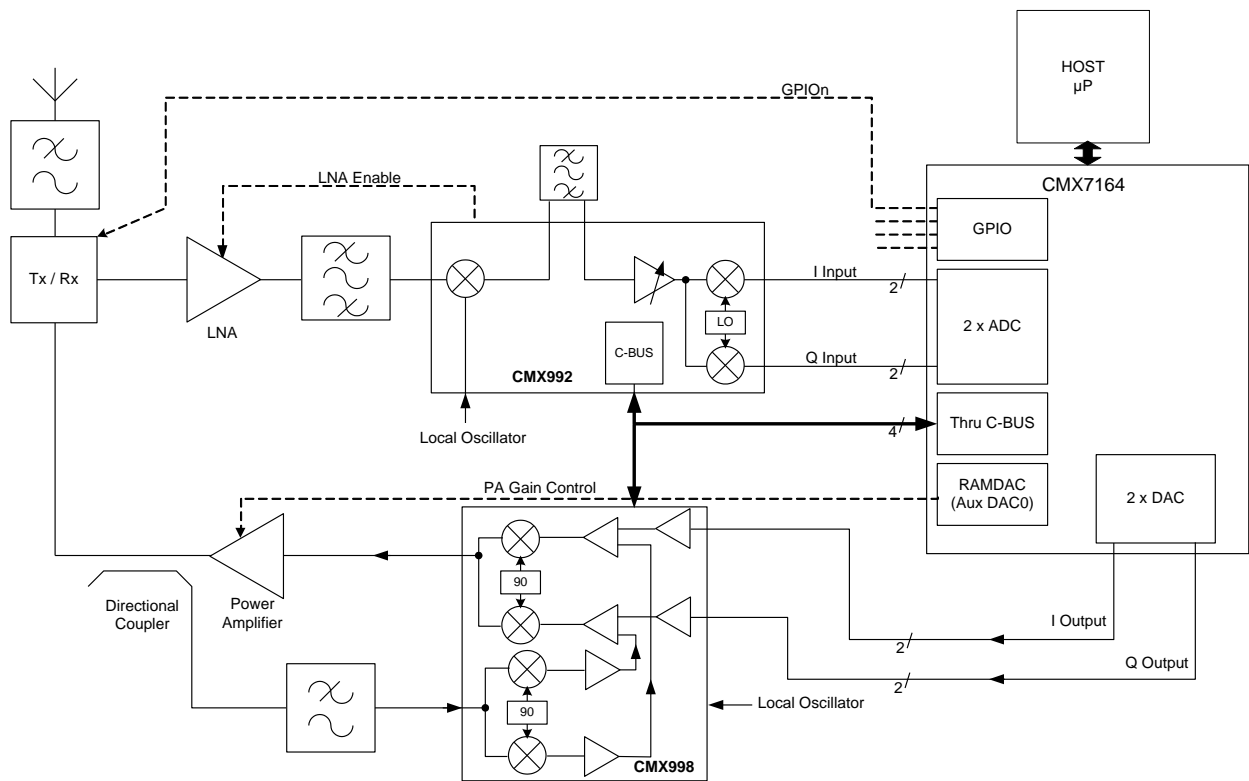 HOST
µP
GPIOn
CMX7164
LNA Enable
GPIO
Tx / Rx
I Input
2
LNA
LO
2 x ADC
C-BUS
Q Input
CMX992
2
Local Oscillator
4
Thru C-BUS
PA Gain Control
RAMDAC
(Aux DAC0)
2 x DAC
90
Directional
Coupler
Power
Amplifier
I Output
2
Q Output
2
90
Local Oscillator
CMX998